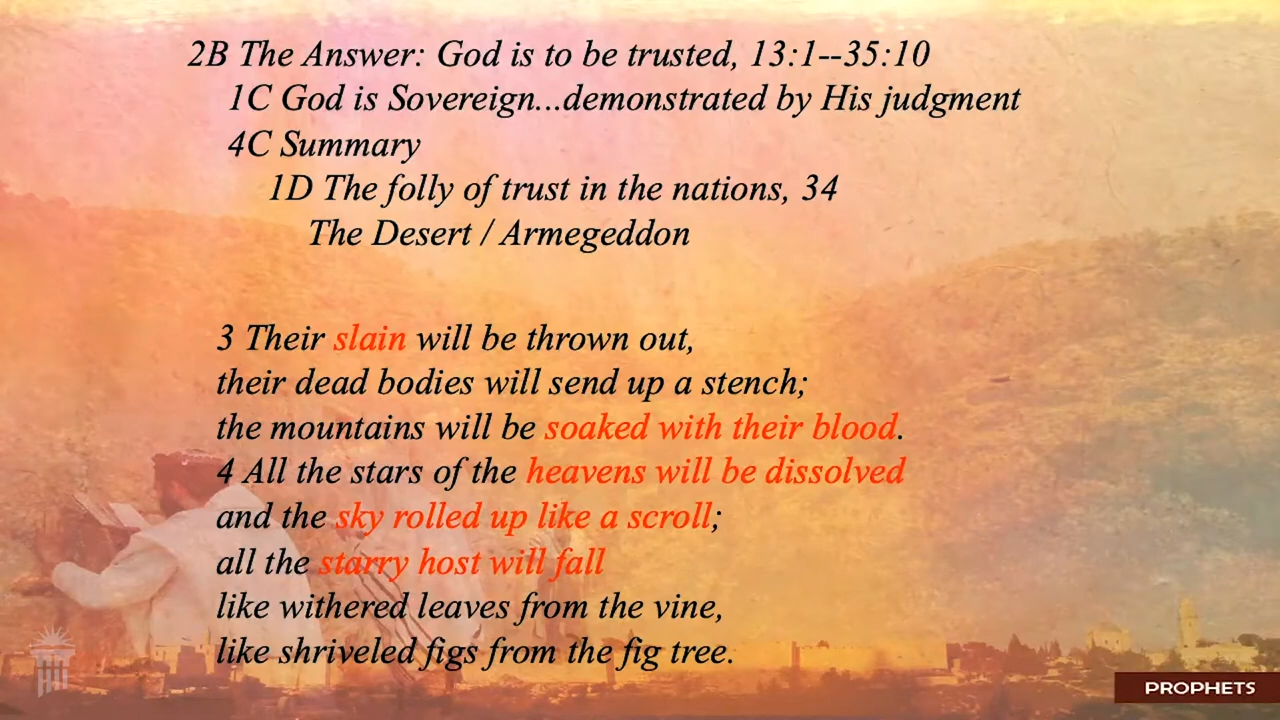 2B The Answer: God is to be trusted, 13:1--35:10
1C God is Sovereign...demonstrated by His judgment
4C Summary
1D The folly of trust in the nations, 34
The Desert / Armegeddon
3 Their slain will be thrown out,
their dead bodies will send up a stench;
the mountains will be soaked with their blood.
4 All the stars of the heavens will be dissolved
and the sky rolled up like a scroll;
all the starry host will fall
like withered leaves from the vine,
like shriveled figs from the fig tree.
PROPHETS